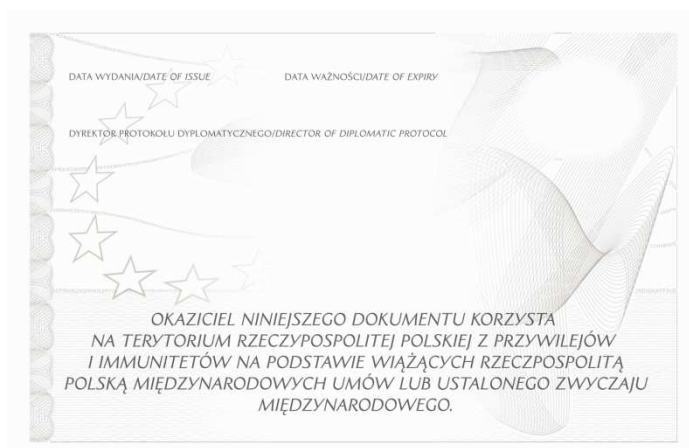 DATA WYDANIA/DATE OF ISSUE DATA WAŻNOŚCI/DATE OF EXPIRY
DYREKTOR PROTOKOŁU DYPLOMATYCZNEGO/DIRECTOR OF DIPLOMATIC PROTOCOL
OKAZICIEL NINIEJSZEGO DOKUMENTU KORZYSTA
NA TERYTORIUM RZECZYPOSPOLITEJ POLSKIEJ Z PRZYWILEJÓW
I IMMUNITETÓW NA PODSTAWIE WIĄŻĄCYCH RZECZPOSPOLITĄ
POLSKĄ MIĘDZYNARODOWYCH UMÓW LUB USTALONEGO ZWYCZAJU
MIĘDZYNARODOWEGO.